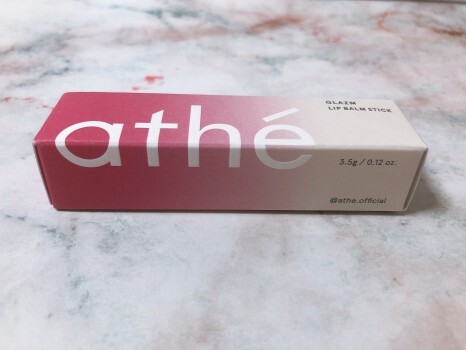 athé
GLAZM
LIP BALM STICK
3.5g / 0.12 oz.
@athe.official